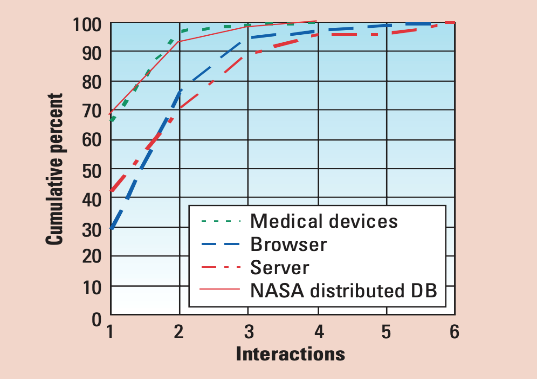 100
90
80
70
60
50
40
30
20
10
0
Cumulative percent
Medical devices
Browser
Server
NASA distributed DB
1 2 3 4 5 6
Interactions